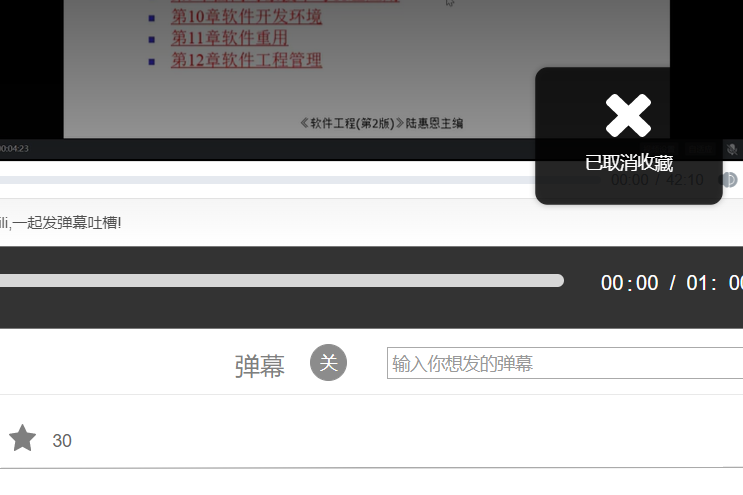 第10章软件开发环境
第11章软件重用
第12章软件工程管理
《软件工程(第2版)》陆惠恩主编
00:04:23
已取消收藏
00:00 / 42:10
ili,一起发弹幕吐槽!
00:00 / 01: 00
弹幕
关
输入你想发的弹幕
30